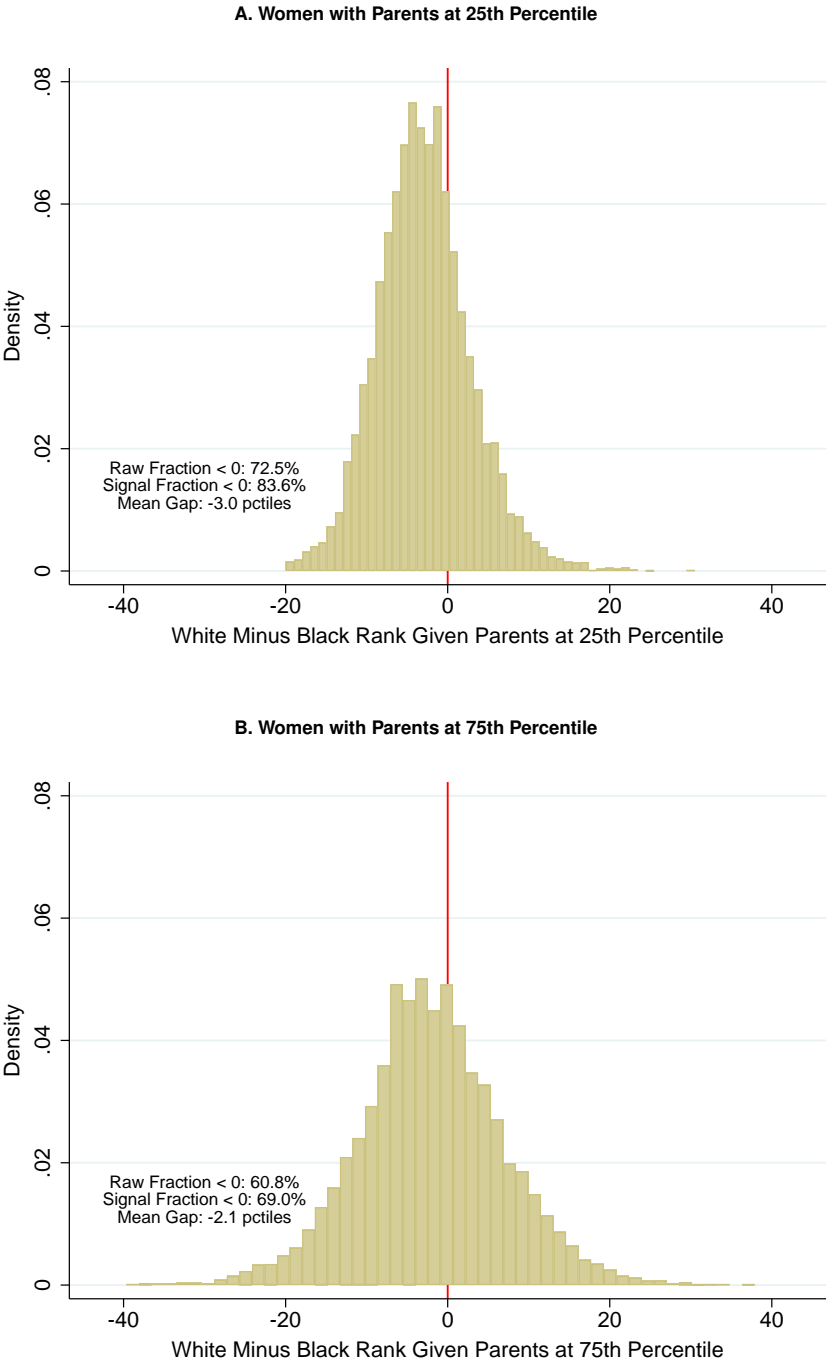 A. Women with Parents at 25th Percentile
.08
.06
.04
.02
0
Density
Raw Fraction < 0: 72.5%
Signal Fraction < 0: 83.6%
Mean Gap: -3.0 pctiles
-40 -20 0 20 40
White Minus Black Rank Given Parents at 25th Percentile
B. Women with Parents at 75th Percentile
.08
.06
.04
.02
0
Density
Raw Fraction < 0: 60.8%
Signal Fraction < 0: 69.0%
Mean Gap: -2.1 pctiles
-40 -20 0 20 40
White Minus Black Rank Given Parents at 75th Percentile